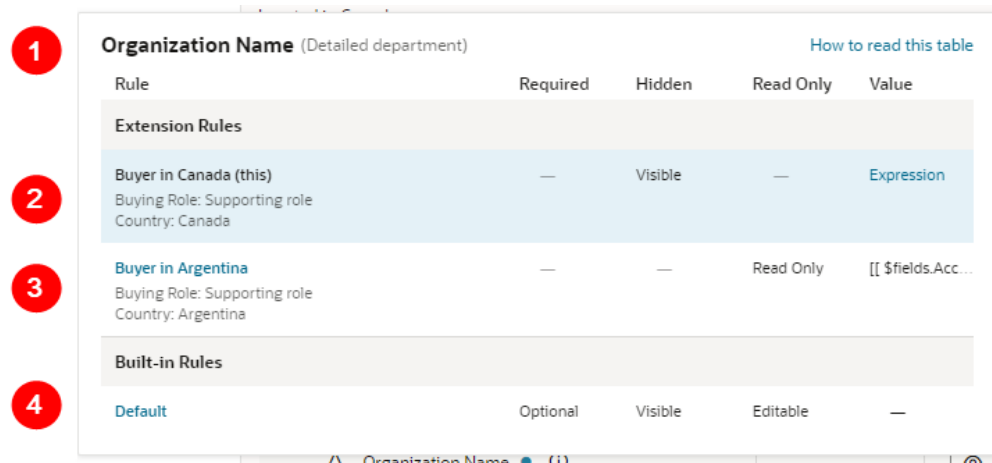 1
Organization Name (Detailed department) How to read this table
Rule Required Hidden Read Only Value
Extension Rules
2
Buyer in Canada (this) — Visible — Expression
Buying Role: Supporting role
Country: Canada
3
Buyer in Argentina — — Read Only [[ $fields.Acc...
Buying Role: Supporting role
Country: Argentina
Built-in Rules
4
Default Optional Visible Editable —
Organization Name